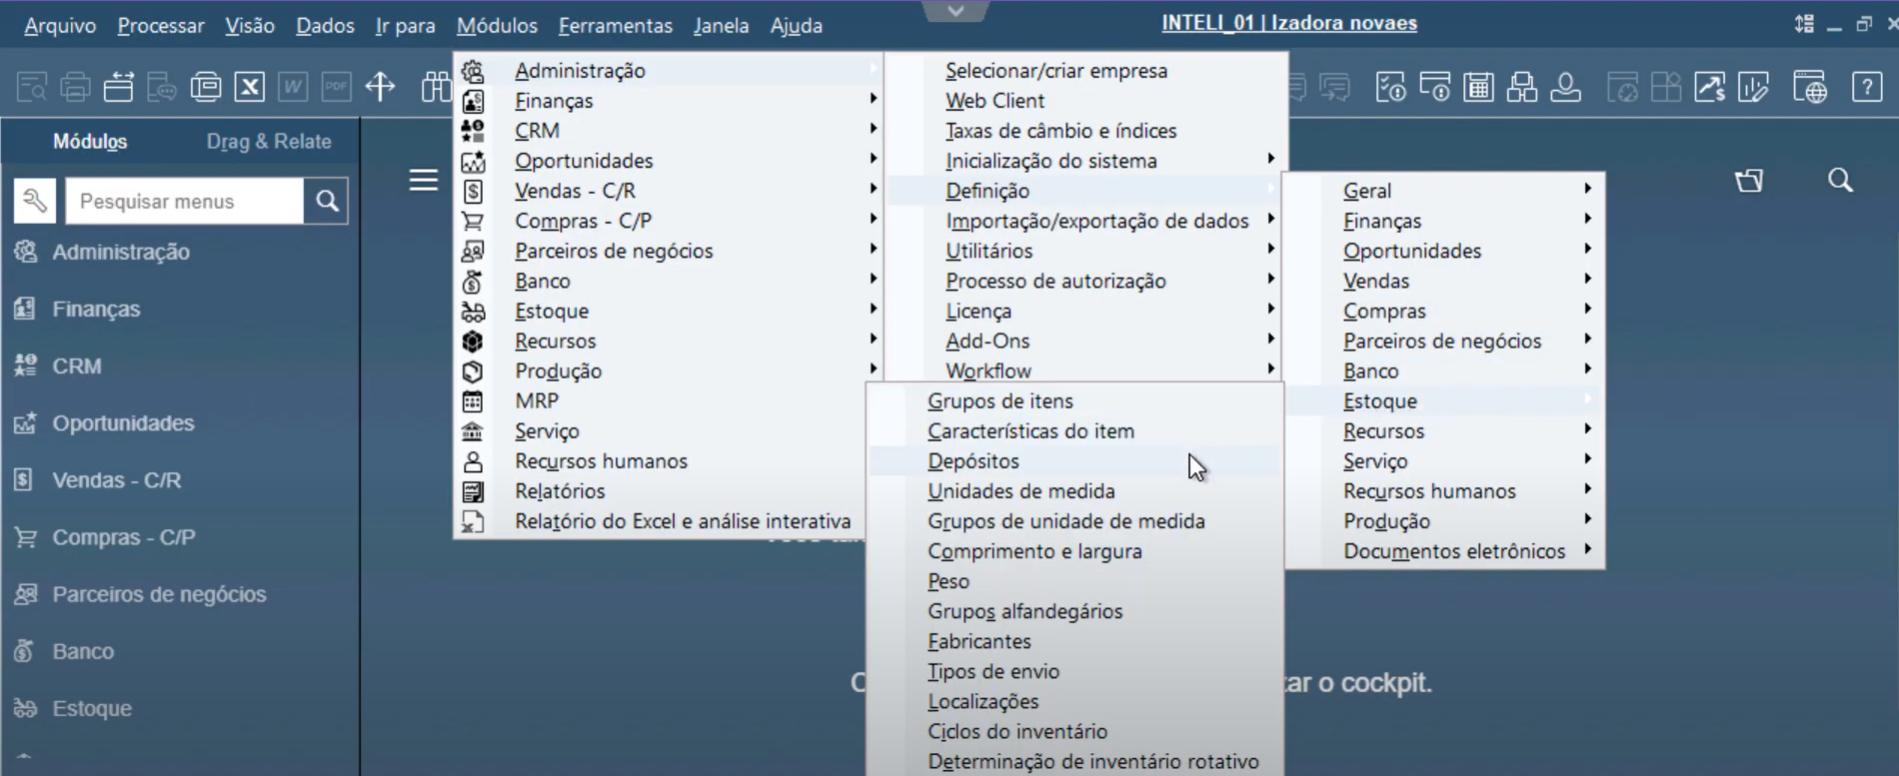 Arquivo Processar Visão Dados Ir para Módulos Ferramentas Janela Ajuda
INTELI_01 | Izadora novaes
W PDF X $ ?
Módulos Drag & Relate
Pesquisar menus
Administração
Finanças
CRM
Oportunidades
Vendas - C/R
Compras - C/P
Parceiros de negócios
Banco
Estoque
Administração
Finanças
CRM
Oportunidades
Vendas - C/R
Compras - C/P
Parceiros de negócios
Banco
Estoque
Recursos
Produção
MRP
Serviço
Recursos humanos
Relatórios
Relatório do Excel e análise interativa
Selecionar/criar empresa
Web Client
Taxas de câmbio e índices
Inicialização do sistema
Definição
Importação/exportação de dados
Utilitários
Processo de autorização
Licença
Add-Ons
Workflow
Geral
Finanças
Oportunidades
Vendas
Compras
Parceiros de negócios
Banco
Estoque
Recursos
Serviço
Recursos humanos
Produção
Documentos eletrônicos
Grupos de itens
Características do item
Depósitos
Unidades de medida
Grupos de unidade de medida
Comprimento e largura
Peso
Grupos alfandegários
Fabricantes
Tipos de envio
Localizações
Ciclos do inventário
Determinação de inventário rotativo
o cockpit.